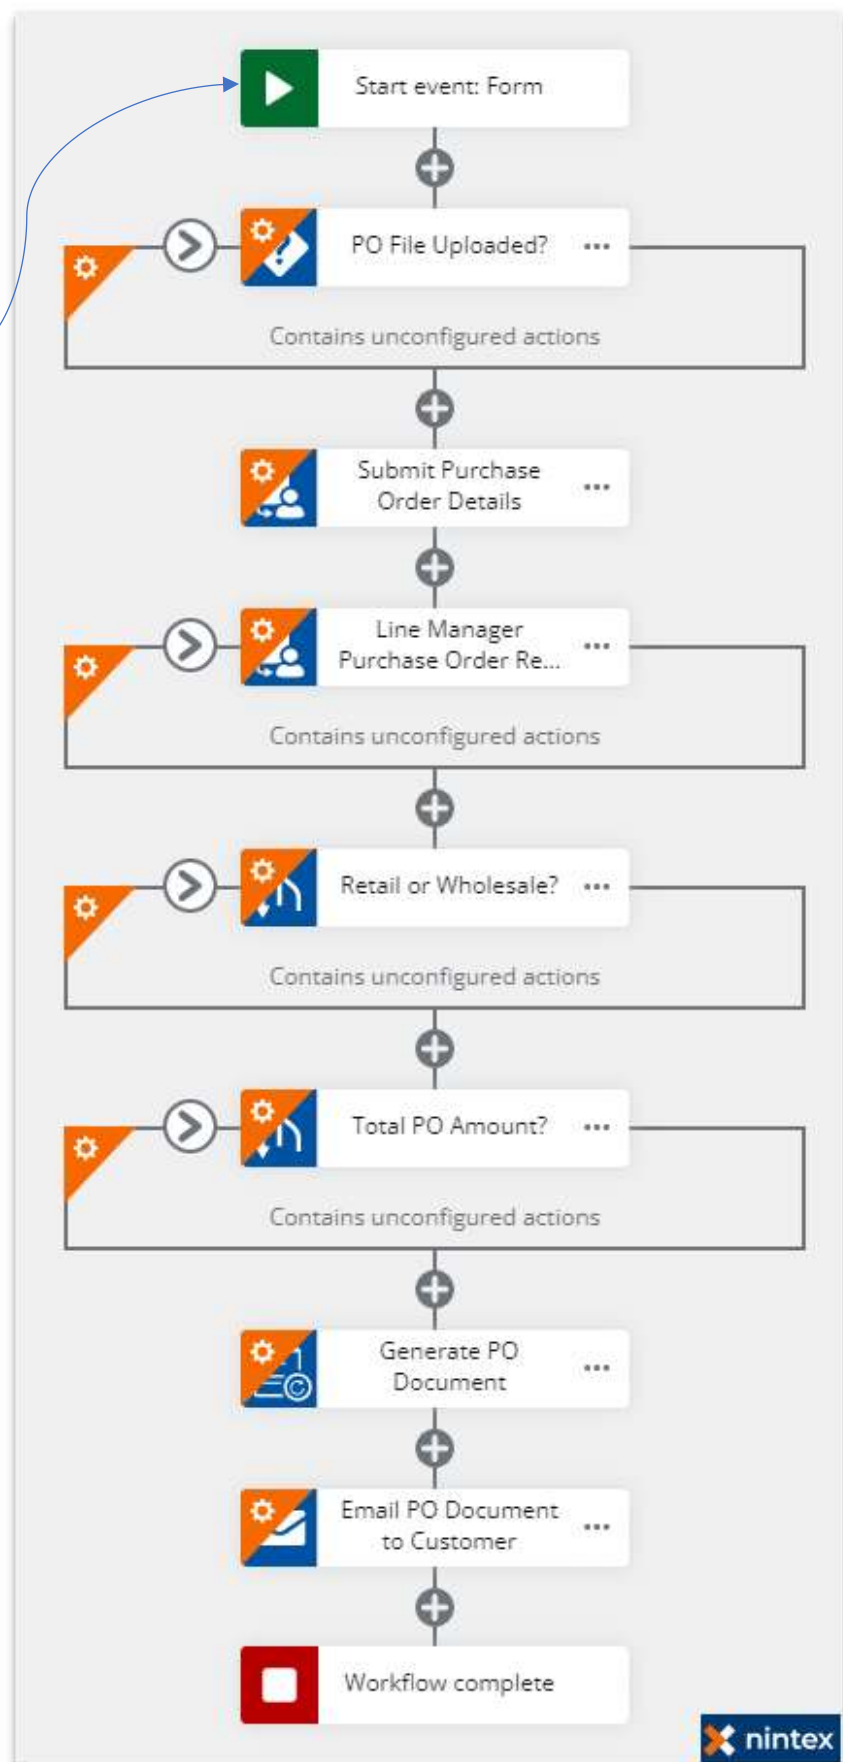 Start event: Form
PO File Uploaded?
Contains unconfigured actions
Submit Purchase
Order Details
Line Manager
Purchase Order Re...
Contains unconfigured actions
Retail or Wholesale?
Contains unconfigured actions
Total PO Amount?
Contains unconfigured actions
Generate PO
Document
Email PO Document
to Customer
Workflow complete
nintex